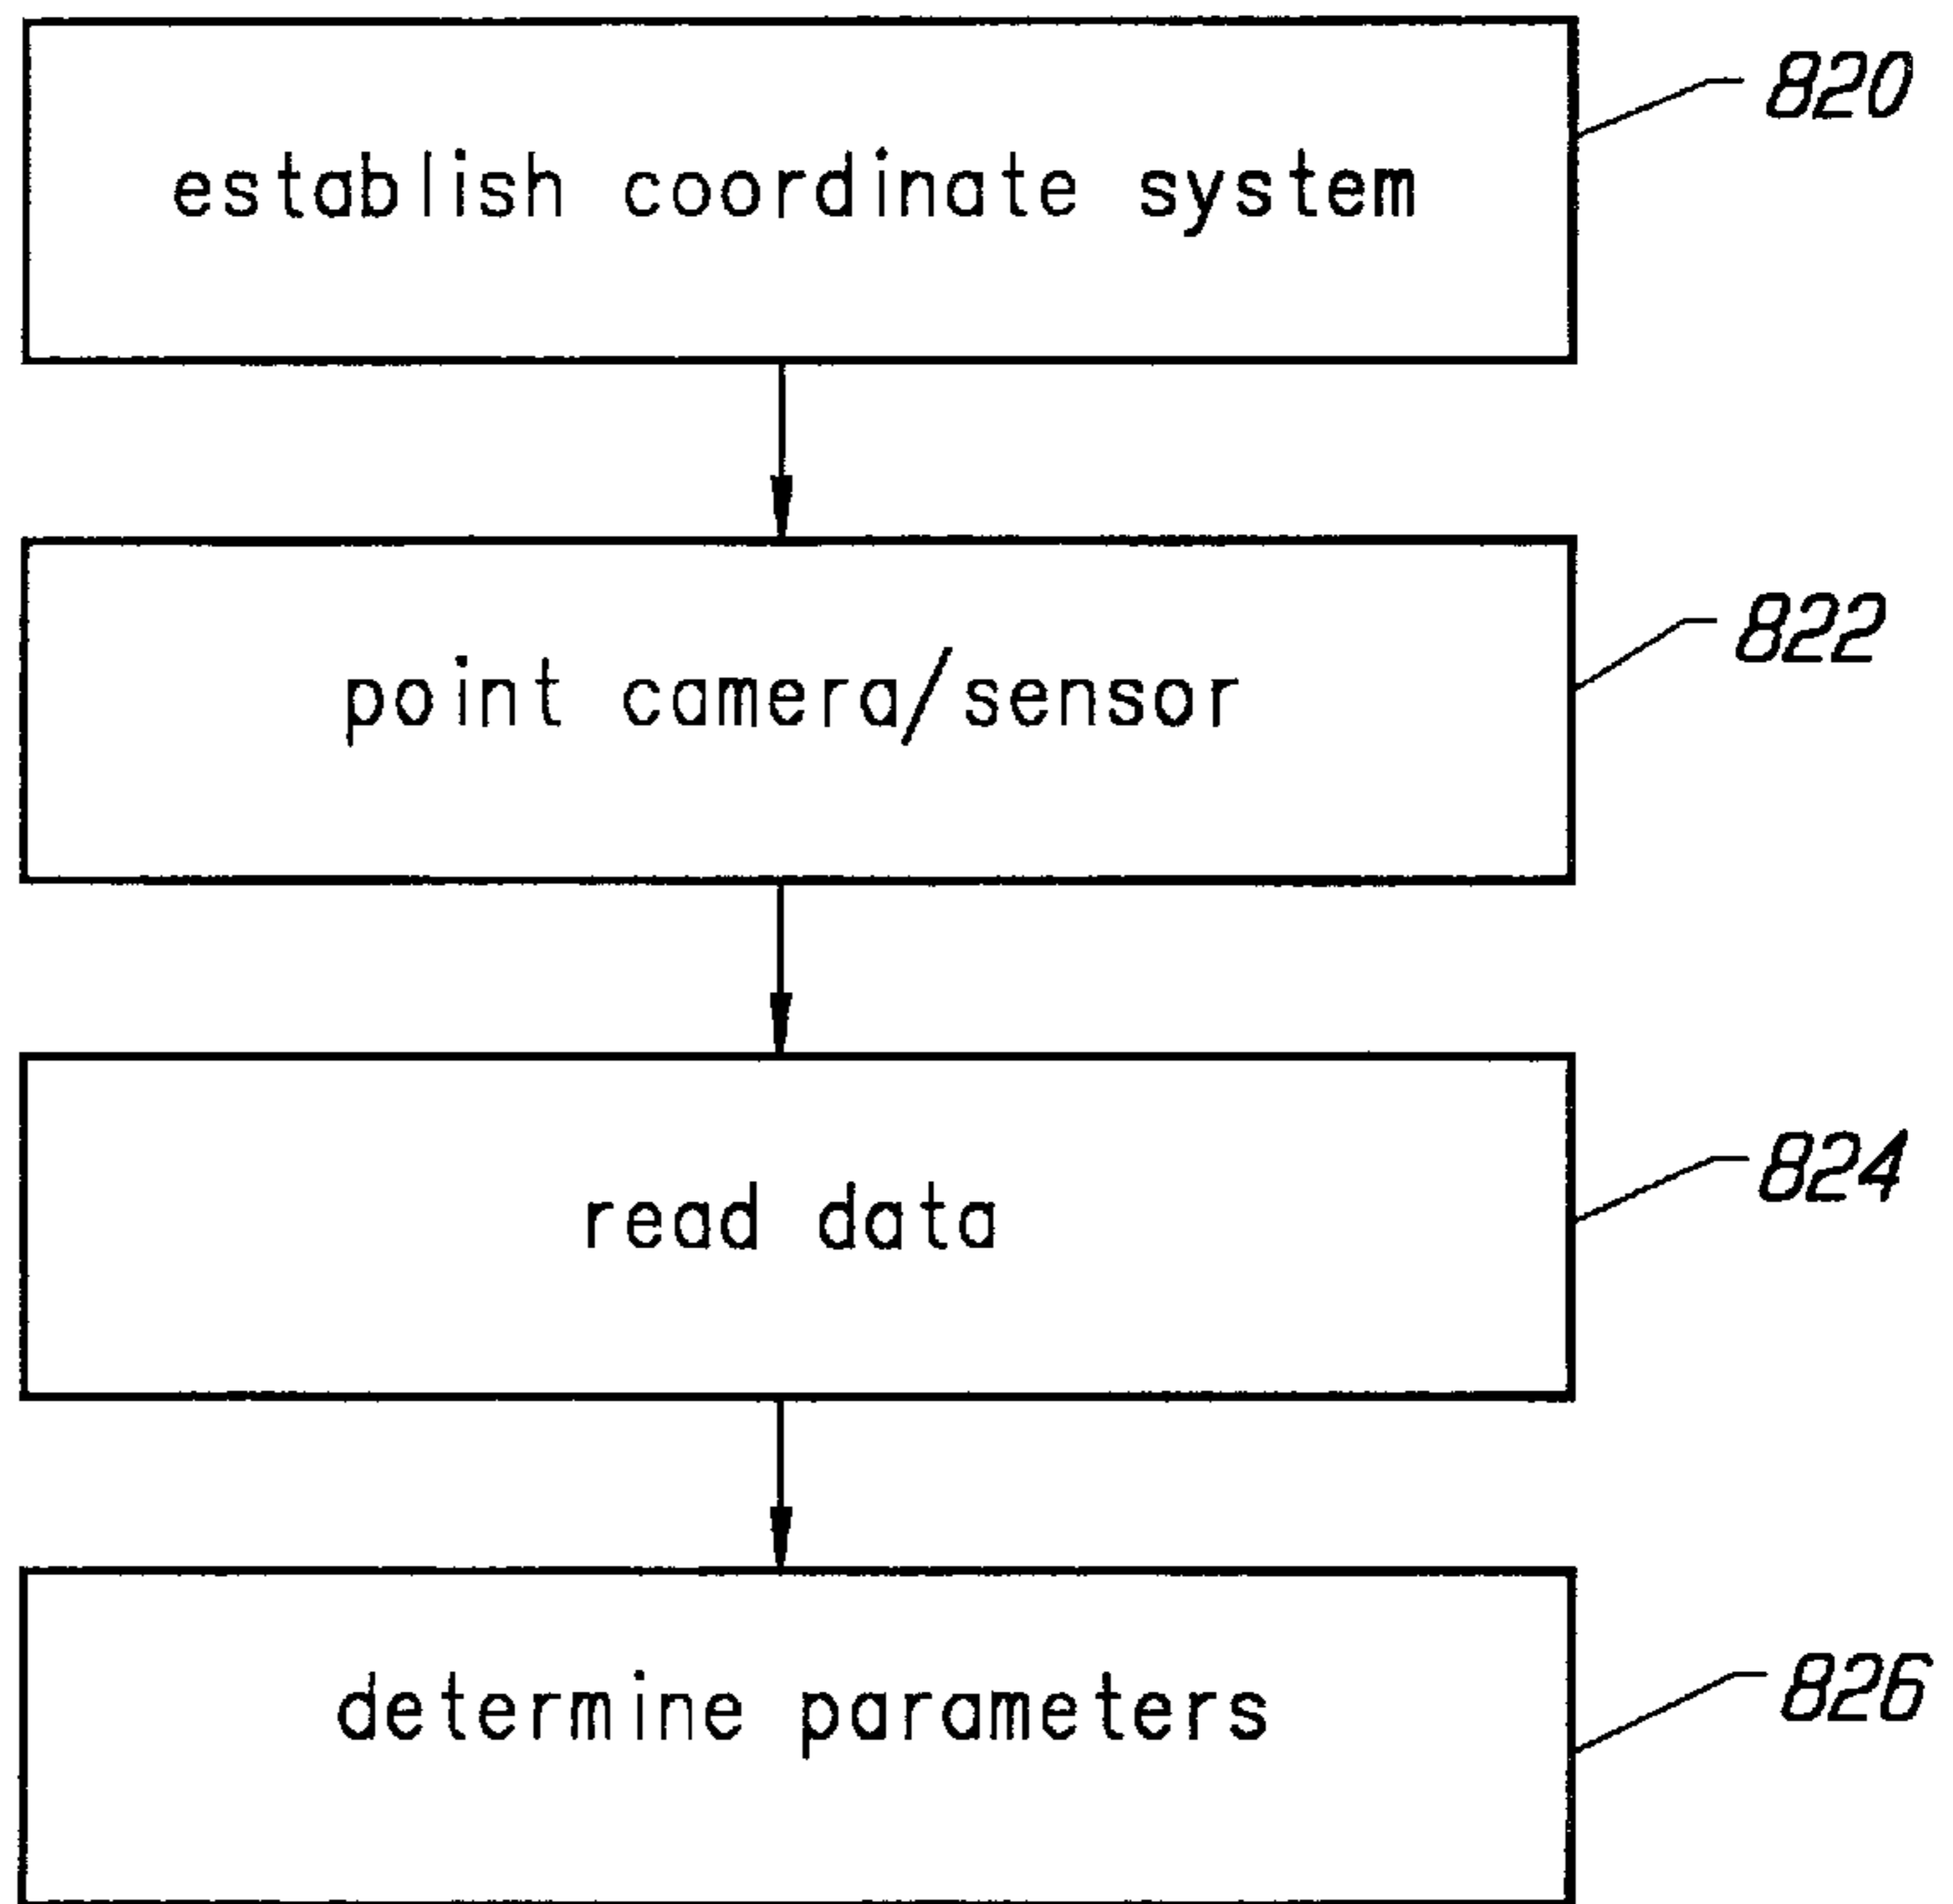 establish coordinate system
820
point camera/sensor
822
read data
824
determine parameters
826